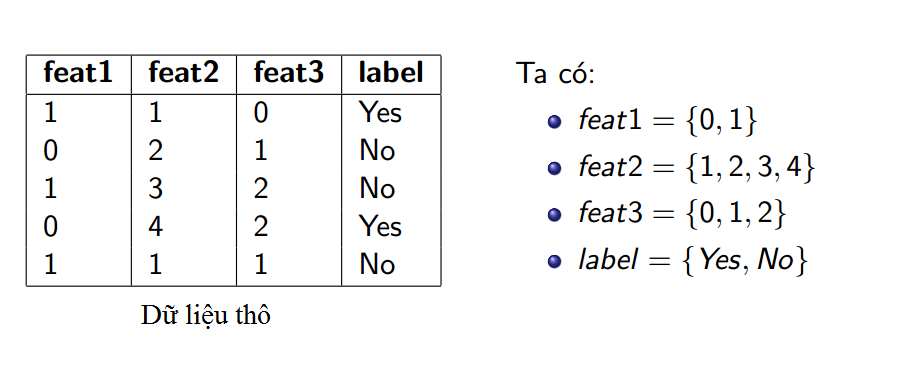 feat1 feat2 feat3 label
1 1 0 Yes
0 2 1 No
1 3 2 No
0 4 2 Yes
1 1 1 No
Dữ liệu thô
Ta có:
feat1 = {0, 1}
feat2 = {1, 2, 3, 4}
feat3 = {0, 1, 2}
label = {Yes, No}